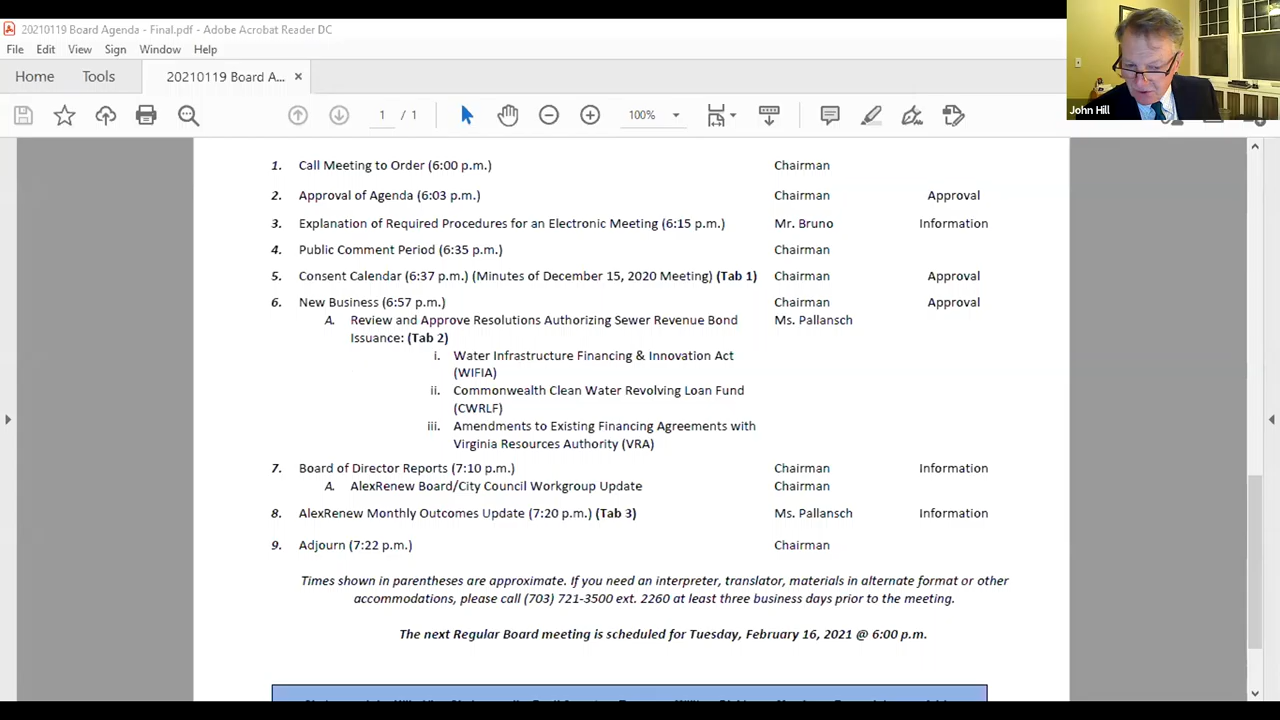 20210119 Board Agenda - Final.pdf - Adobe Acrobat Reader DC
File Edit View Sign Window Help
Home Tools 20210119 Board A... ×
1 / 1 100%
John Hill
1. Call Meeting to Order (6:00 p.m.) Chairman
2. Approval of Agenda (6:03 p.m.) Chairman Approval
3. Explanation of Required Procedures for an Electronic Meeting (6:15 p.m.) Mr. Bruno Information
4. Public Comment Period (6:35 p.m.) Chairman
5. Consent Calendar (6:37 p.m.) (Minutes of December 15, 2020 Meeting) (Tab 1) Chairman Approval
6. New Business (6:57 p.m.) Chairman Approval
A. Review and Approve Resolutions Authorizing Sewer Revenue Bond Ms. Pallansch
Issuance: (Tab 2)
i. Water Infrastructure Financing & Innovation Act
(WIFIA)
ii. Commonwealth Clean Water Revolving Loan Fund
(CWRLF)
iii. Amendments to Existing Financing Agreements with
Virginia Resources Authority (VRA)
7. Board of Director Reports (7:10 p.m.) Chairman Information
A. AlexRenew Board/City Council Workgroup Update Chairman
8. AlexRenew Monthly Outcomes Update (7:20 p.m.) (Tab 3) Ms. Pallansch Information
9. Adjourn (7:22 p.m.) Chairman
Times shown in parentheses are approximate. If you need an interpreter, translator, materials in alternate format or other
accommodations, please call (703) 721-3500 ext. 2260 at least three business days prior to the meeting.
The next Regular Board meeting is scheduled for Tuesday, February 16, 2021 @ 6:00 p.m.